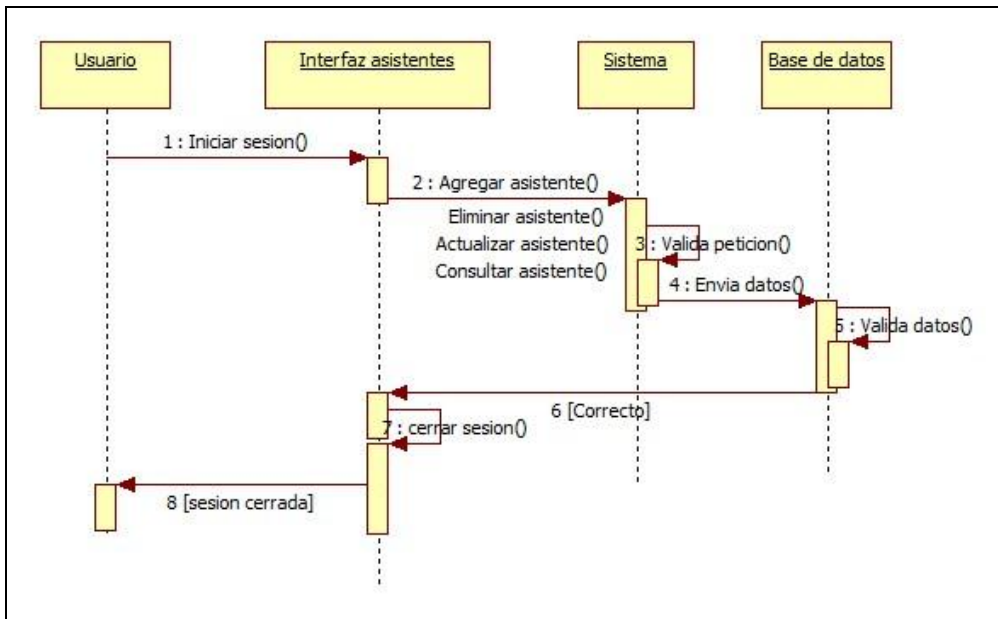 Usuario
Interfaz asistentes
Sistema
Base de datos
1 : Iniciar sesion()
2 : Agregar asistente()
Eliminar asistente()
Actualizar asistente()
3 : Valida peticion()
Consultar asistente()
4 : Envia datos()
5 : Valida datos()
6 [Correcto]
7 : cerrar sesion()
8 [sesion cerrada]